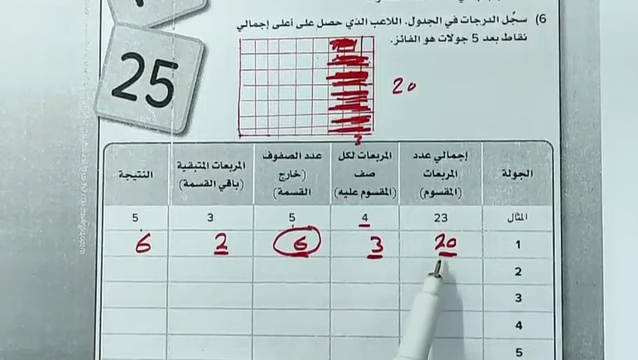 6) سجّل الدرجات في الجدول. اللاعب الذي حصل على أعلى إجمالي
نقاط بعد 5 جولات هو الفائز.
25
20
3
الجولة إجمالي عدد المربعات (المقسوم) المربعات لكل صف (المقسوم عليه) عدد الصفوف (خارج القسمة) المربعات المتبقية (باقي القسمة) النتيجة
المثال 23 4 5 3 5
1 20 3 6 2 6
2
3
4
5